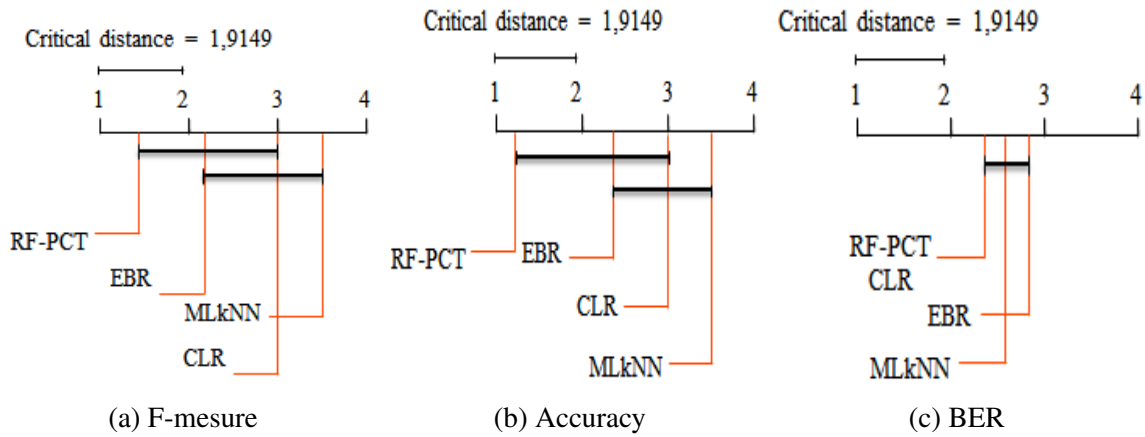 Critical distance = 1,9149
1 2 3 4
RF-PCT
EBR
MLkNN
CLR
(a) F-mesure
Critical distance = 1,9149
1 2 3 4
RF-PCT
EBR
CLR
MLkNN
(b) Accuracy
Critical distance = 1,9149
1 2 3 4
RF-PCT
CLR
EBR
MLkNN
(c) BER